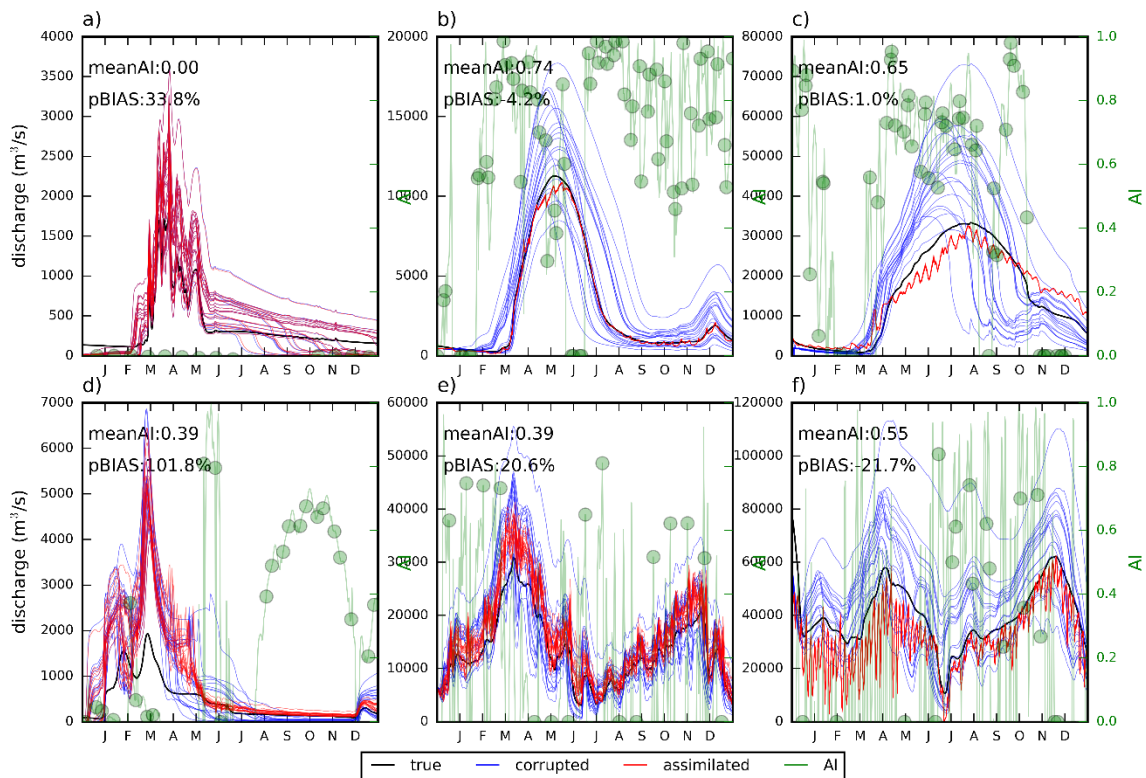 a)
b)
c)
discharge (m³/s)
4000
3500
3000
2500
2000
1500
1000
500
0
meanAI:0.00
pBIAS:33.8%
J F M A M J J A S O N D
AI
20000
15000
10000
5000
0
meanAI:0.74
pBIAS:-4.2%
J F M A M J J A S O N D
AI
80000
70000
60000
50000
40000
30000
20000
10000
0
meanAI:0.65
pBIAS:1.0%
J F M A M J J A S O N D
1.0
0.8
0.6
0.4
0.2
0.0
AI
d)
e)
f)
discharge (m³/s)
7000
6000
5000
4000
3000
2000
1000
0
meanAI:0.39
pBIAS:101.8%
J F M A M J J A S O N D
AI
60000
50000
40000
30000
20000
10000
0
meanAI:0.39
pBIAS:20.6%
J F M A M J J A S O N D
AI
120000
100000
80000
60000
40000
20000
0
meanAI:0.55
pBIAS:-21.7%
J F M A M J J A S O N D
1.0
0.8
0.6
0.4
0.2
0.0
AI
true corrupted assimilated AI